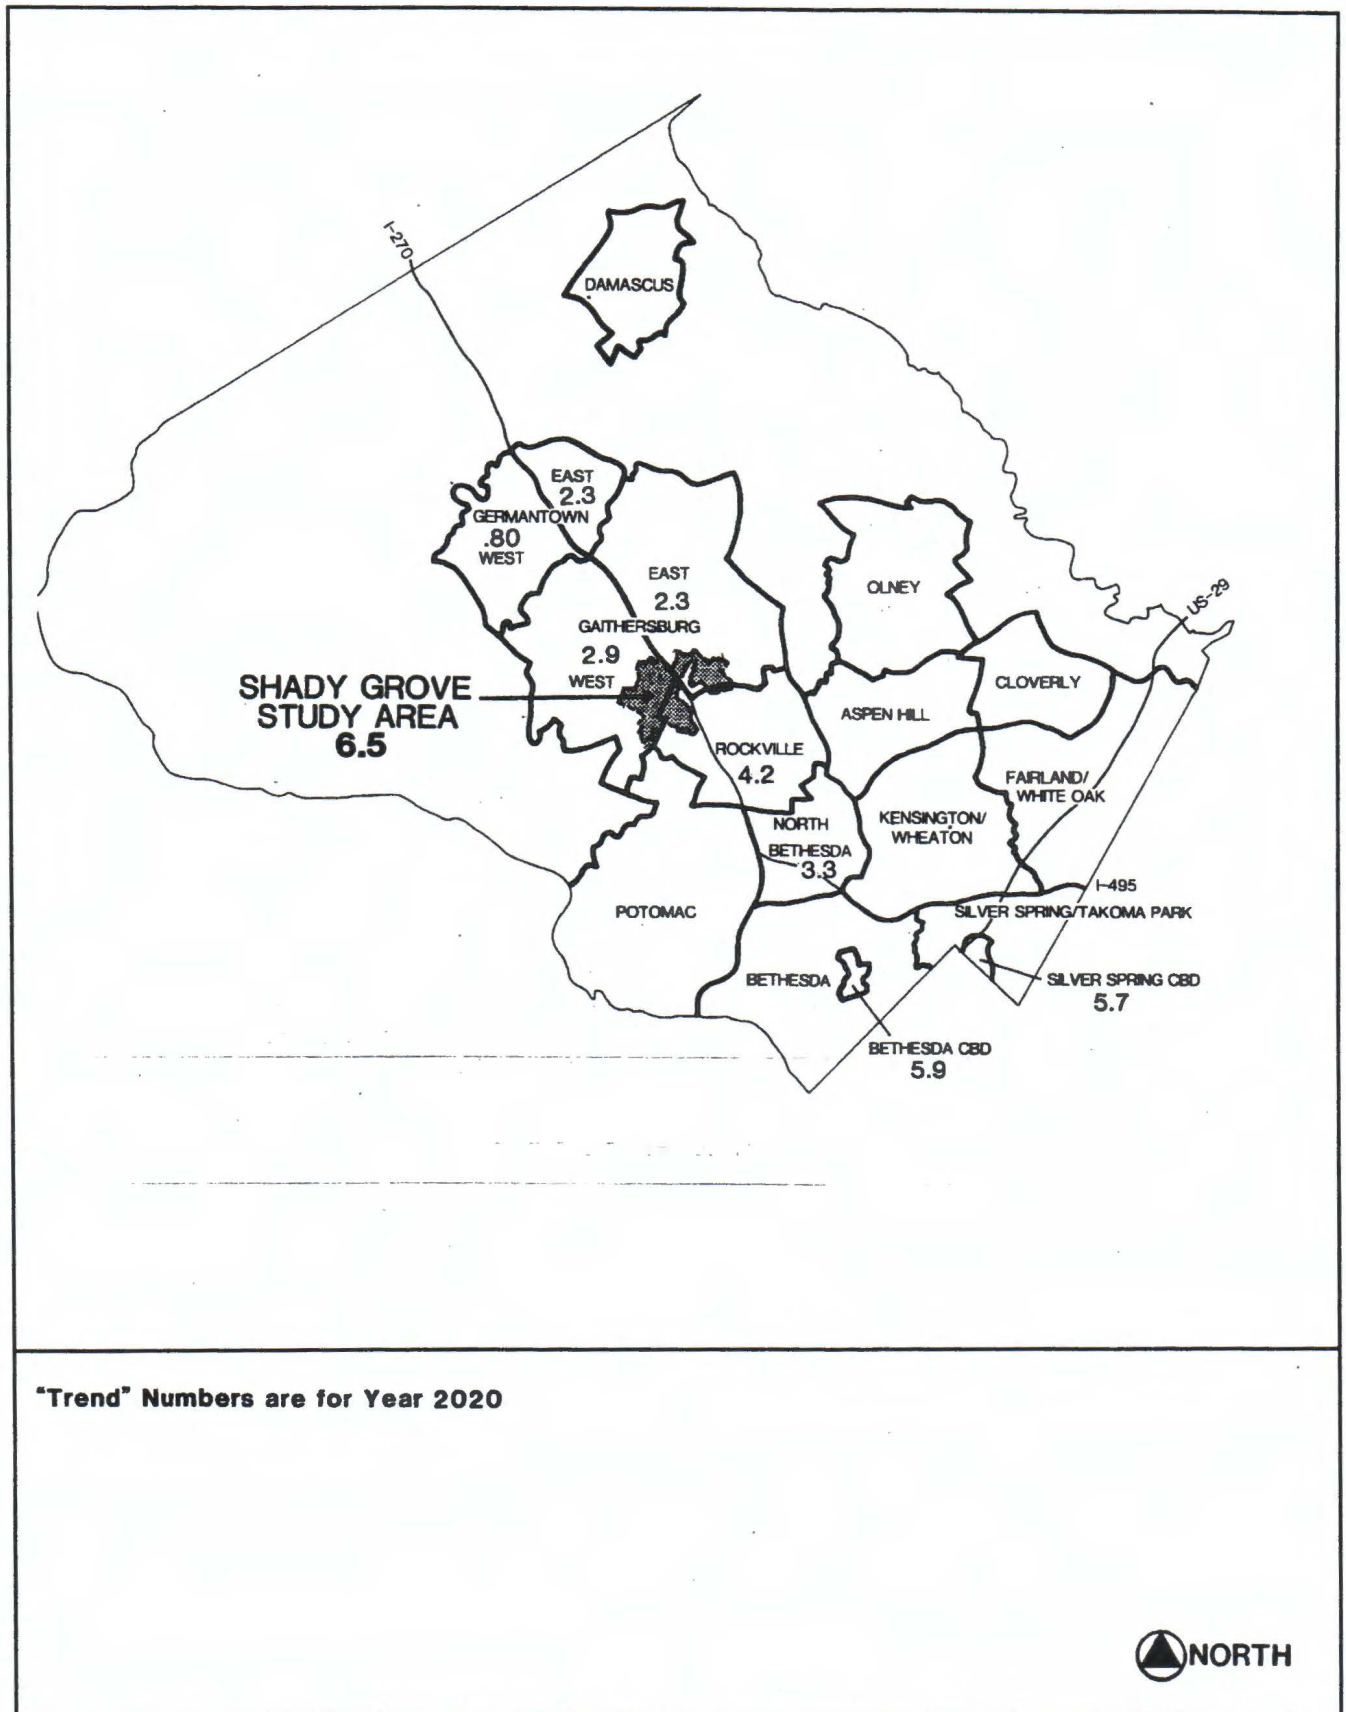 I-270
DAMASCUS
EAST
2.3
GERMANTOWN
.80
WEST
EAST
2.3
GAITHERSBURG
2.9
WEST
OLNEY
US-29
SHADY GROVE
STUDY AREA
6.5
CLOVERLY
ASPEN HILL
ROCKVILLE
4.2
FAIRLAND/
WHITE OAK
NORTH
BETHESDA
3.3
KENSINGTON/
WHEATON
I-495
POTOMAC
SILVER SPRING/TAKOMA PARK
BETHESDA
SILVER SPRING CBD
5.7
BETHESDA CBD
5.9
"Trend" Numbers are for Year 2020
NORTH